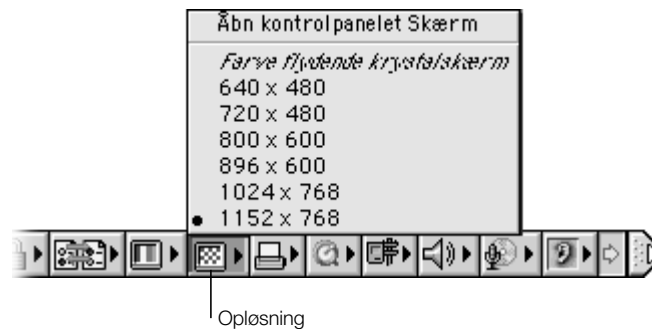 Åbn kontrolpanelet Skærm
Farve flydende krystalskærm
640 x 480
720 x 480
800 x 600
896 x 600
1024 x 768
• 1152 x 768
Opløsning